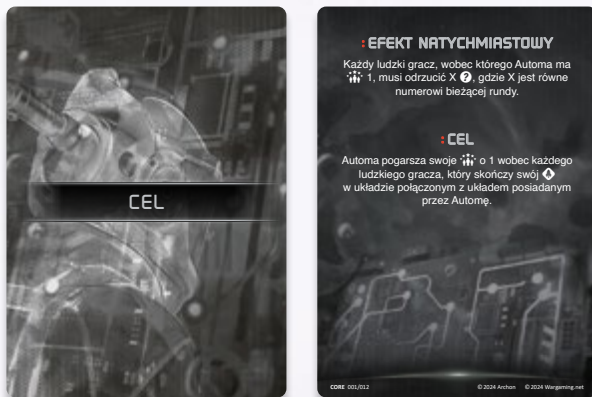 CEL
: EFEKT NATYCHMIASTOWY
Każdy ludzki gracz, wobec którego Automa ma
1, musi odrzucić X ?, gdzie X jest równe
numerowi bieżącej rundy.
: CEL
Automa pogarsza swoje o 1 wobec każdego
ludzkiego gracza, który skończy swój
w układzie połączonym z układem posiadanym
przez Automę.
CORE 001/012 © 2024 Archon © 2024 Wargaming.net